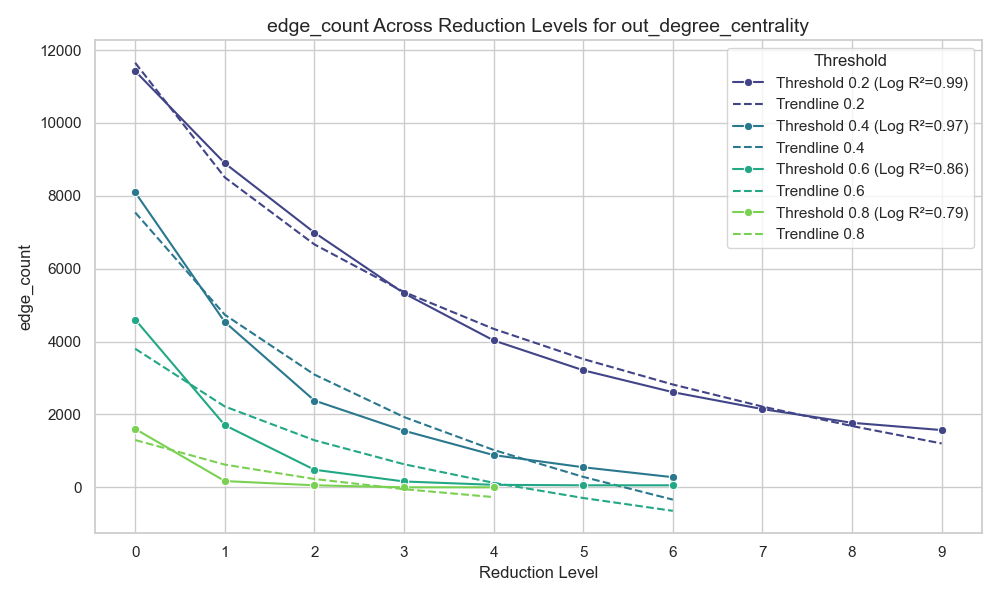 edge_count Across Reduction Levels for out_degree_centrality
12000
10000
8000
6000
4000
2000
0
edge_count
0 1 2 3 4 5 6 7 8 9
Reduction Level
Threshold
Threshold 0.2 (Log R²=0.99)
Trendline 0.2
Threshold 0.4 (Log R²=0.97)
Trendline 0.4
Threshold 0.6 (Log R²=0.86)
Trendline 0.6
Threshold 0.8 (Log R²=0.79)
Trendline 0.8